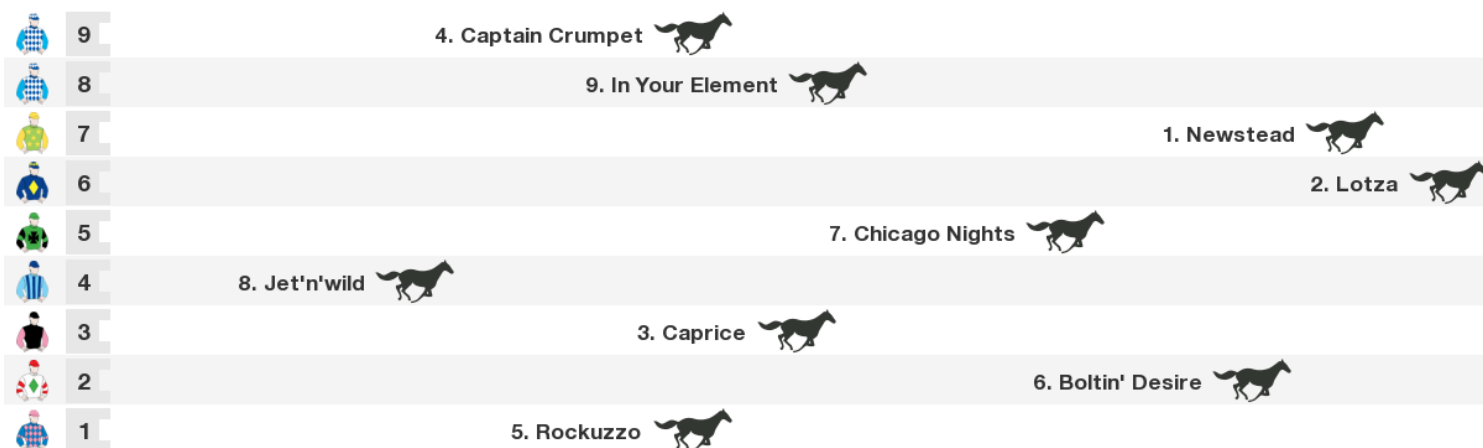 9 4. Captain Crumpet
8 9. In Your Element
7 1. Newstead
6 2. Lotza
5 7. Chicago Nights
4 8. Jet'n'wild
3 3. Caprice
2 6. Boltin' Desire
1 5. Rockuzzo